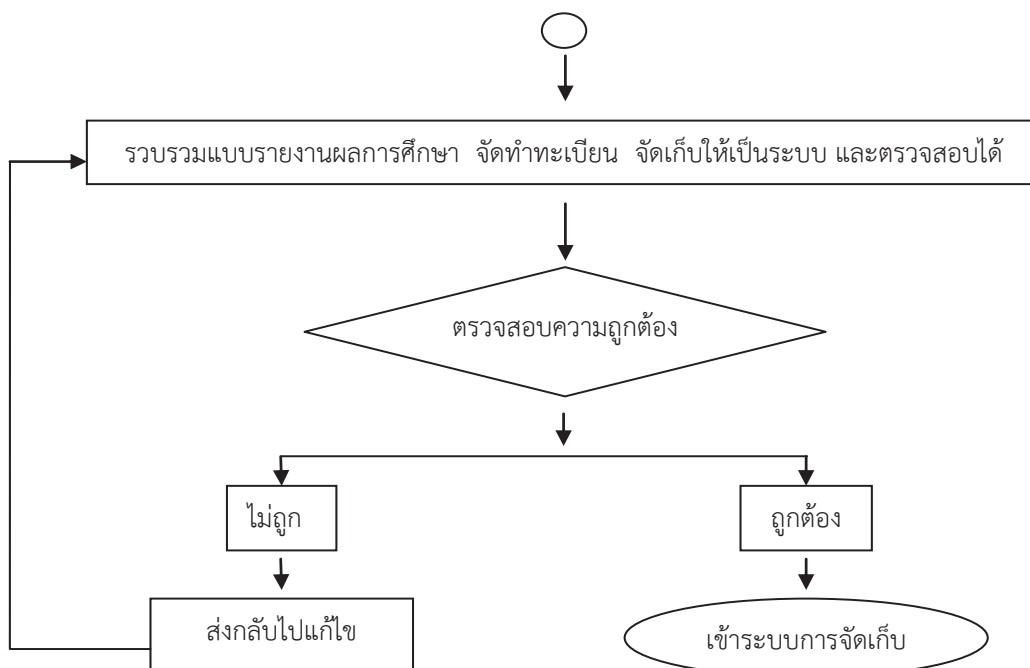 รวบรวมแบบรายงานผลการศึกษา จัดทำทะเบียน จัดเก็บให้เป็นระบบ และตรวจสอบได้
ตรวจสอบความถูกต้อง
ไม่ถูก
ถูกต้อง
ส่งกลับไปแก้ไข
เข้าระบบการจัดเก็บ